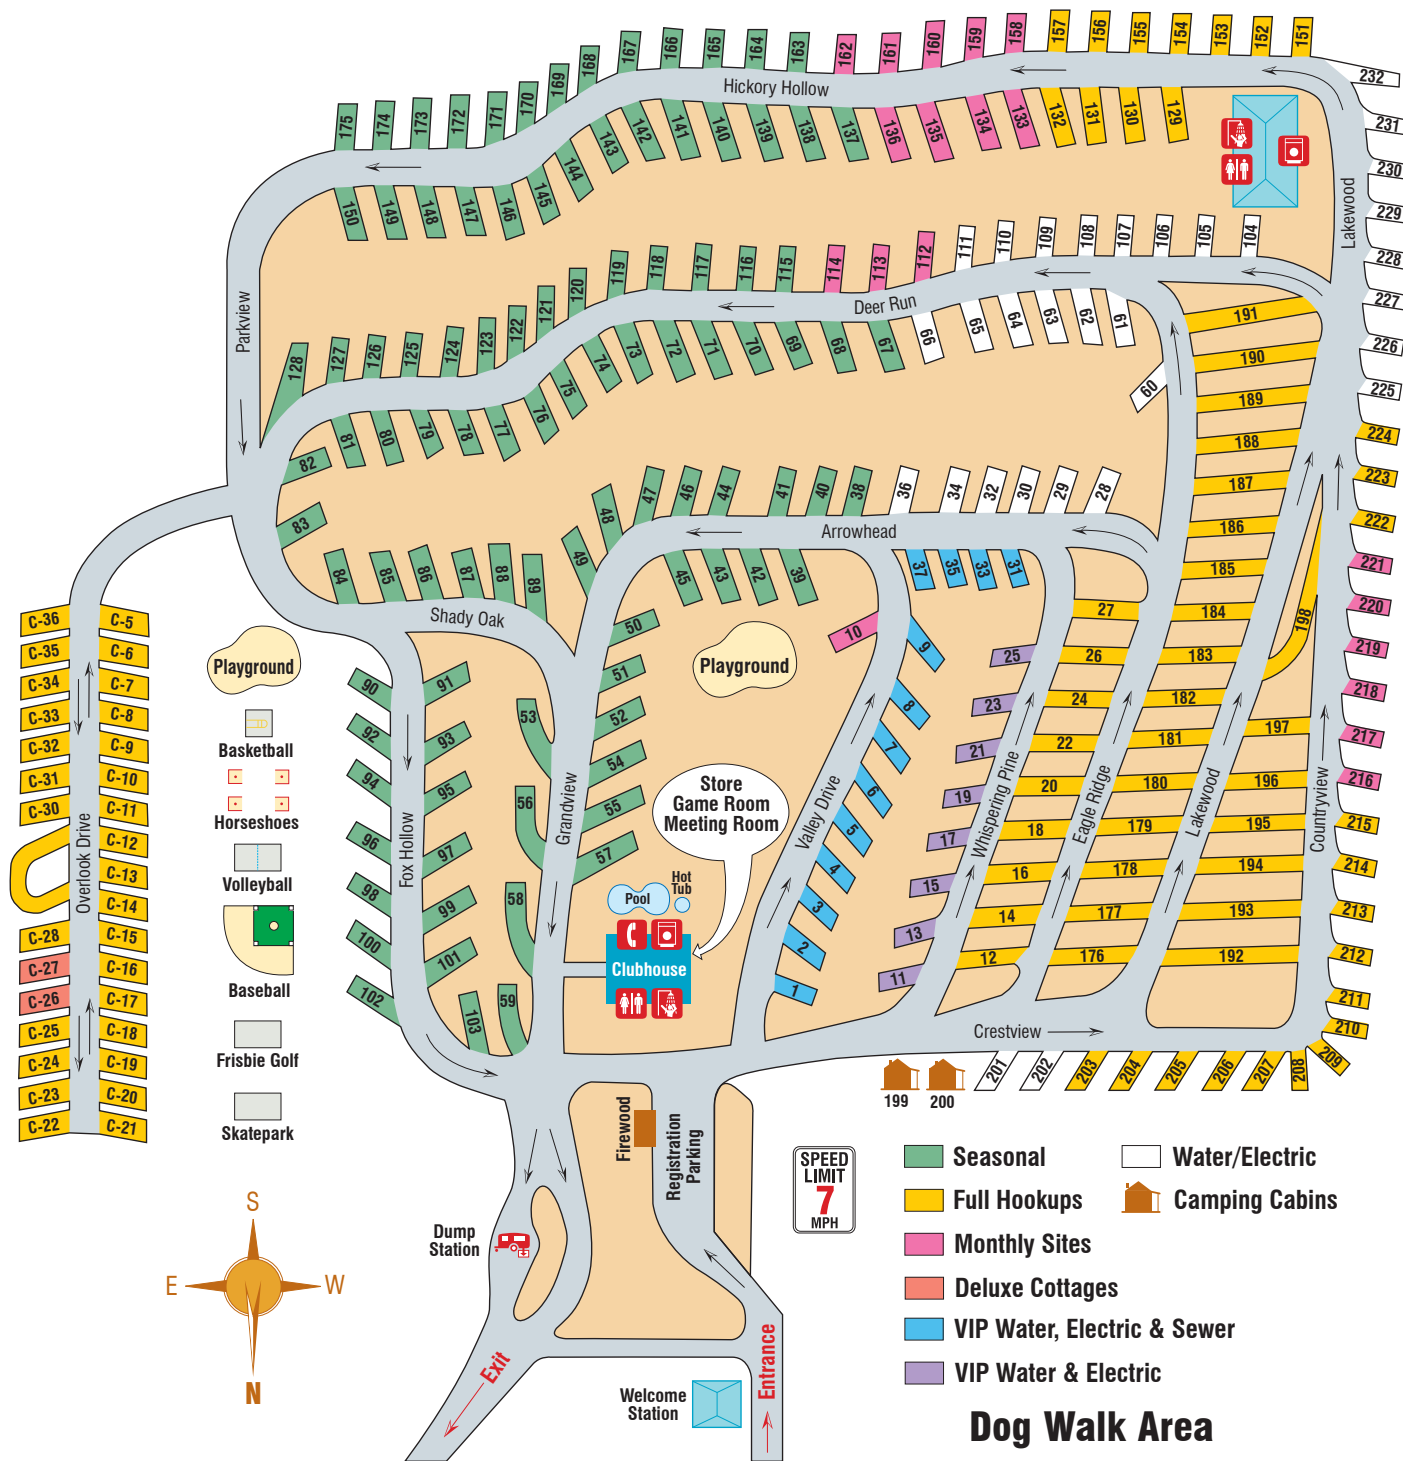 157
156
155
154
153
152
151
158
159
160
161
162
163
164
165
166
167
168
169
170
171
172
173
174
175
232
231
230
229
228
227
226
225
224
223
222
221
220
219
218
217
216
215
214
213
212
211
210
209
208
207
206
205
204
203
202
201
Hickory Hollow
150
149
148
147
146
145
144
143
142
141
140
139
138
137
136
135
134
133
132
131
130
129
Lakewood
Parkview
128
127
126
125
124
123
122
121
120
119
118
117
116
115
114
113
112
111
110
109
108
107
106
105
104
Deer Run
82
81
80
79
78
77
76
75
74
73
72
71
70
69
68
67
66
65
64
63
62
61
60
191
190
189
188
187
186
185
184
183
182
181
180
179
178
177
176
83
84
85
86
87
88
89
49
48
47
46
44
41
40
38
36
34
32
30
29
28
Arrowhead
45
43
42
39
37
35
33
31
Shady Oak
50
51
52
54
55
57
53
56
58
59
Playground
Playground
10
9
8
7
6
5
4
3
2
1
27
26
24
22
20
18
16
14
12
25
23
21
19
17
15
13
11
198
197
196
195
194
193
192
C-36
C-35
C-34
C-33
C-32
C-31
C-30
C-28
C-27
C-26
C-25
C-24
C-23
C-22
C-5
C-6
C-7
C-8
C-9
C-10
C-11
C-12
C-13
C-14
C-15
C-16
C-17
C-18
C-19
C-20
C-21
Overlook Drive
Basketball
Horseshoes
Volleyball
Baseball
Frisbie Golf
Skatepark
90
92
94
96
98
100
102
91
93
95
97
99
101
103
Fox Hollow
Grandview
Valley Drive
Whispering Pine
Eagle Ridge
Lakewood
Countryview
Store
Game Room
Meeting Room
Pool
Hot
Tub
Clubhouse
Crestview
199
200
Firewood
Registration
Parking
Dump
Station
Exit
Entrance
Welcome
Station
S
E
W
N
SPEED
LIMIT
7
MPH
Seasonal
Full Hookups
Monthly Sites
Deluxe Cottages
VIP Water, Electric & Sewer
VIP Water & Electric
Water/Electric
Camping Cabins
Dog Walk Area